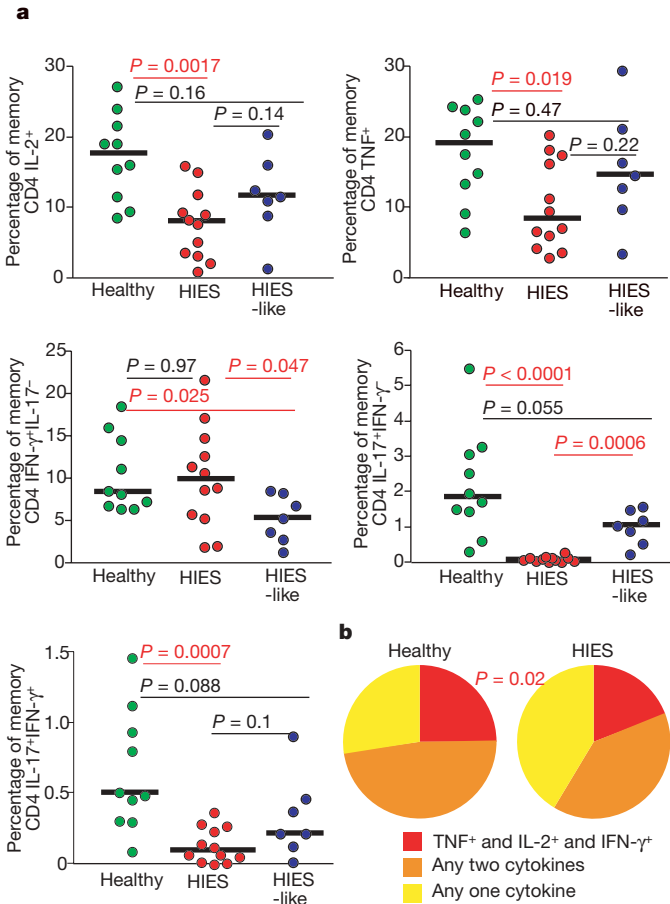 a
Percentage of memory
CD4 IL-2⁺
30
20
10
0
P = 0.0017
P = 0.16
P = 0.14
Healthy
HIES
HIES
-like
Percentage of memory
CD4 TNF⁺
30
20
10
0
P = 0.019
P = 0.47
P = 0.22
Healthy
HIES
HIES
-like
Percentage of memory
CD4 IFN-γ⁺IL-17⁻
25
20
15
10
5
0
P = 0.97
P = 0.047
P = 0.025
Healthy
HIES
HIES
-like
Percentage of memory
CD4 IL-17⁺IFN-γ⁻
6
5
4
3
2
1
0
P < 0.0001
P = 0.055
P = 0.0006
Healthy
HIES
HIES
-like
Percentage of memory
CD4 IL-17⁺IFN-γ⁺
1.5
1.0
0.5
0
P = 0.0007
P = 0.088
P = 0.1
Healthy
HIES
HIES
-like
b
Healthy
HIES
P = 0.02
TNF⁺ and IL-2⁺ and IFN-γ⁺
Any two cytokines
Any one cytokine